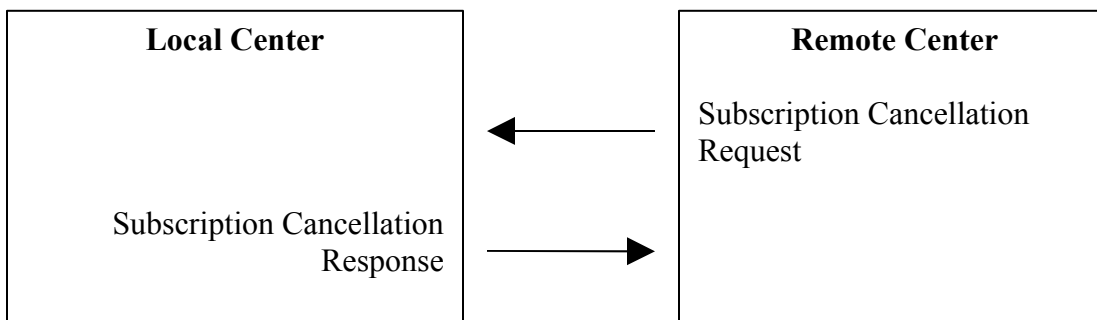 Local Center
Remote Center
Subscription Cancellation
Request
Subscription Cancellation
Response